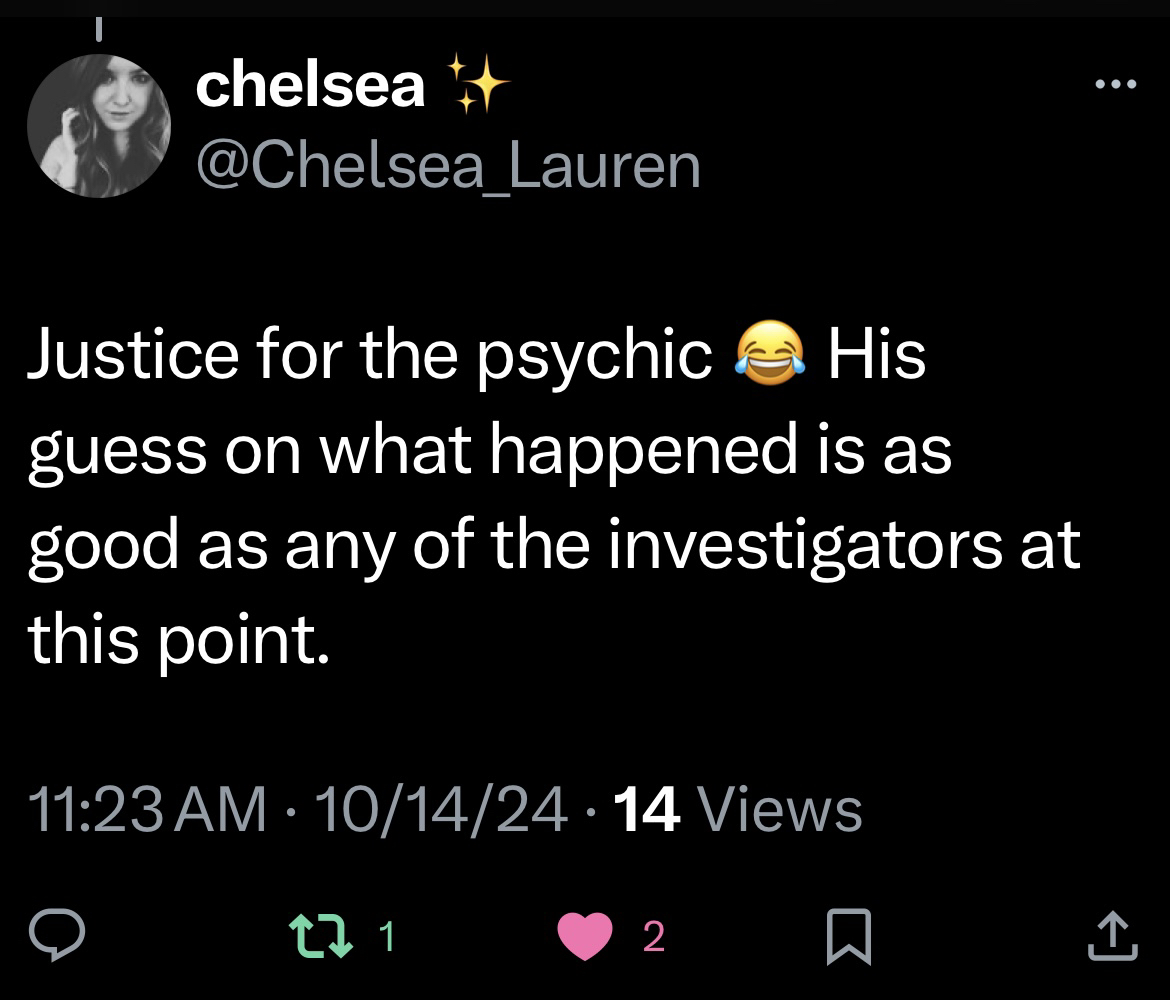 chelsea ✨
@Chelsea_Lauren
Justice for the psychic 😂 His
guess on what happened is as
good as any of the investigators at
this point.
11:23 AM · 10/14/24 · 14 Views
1 2